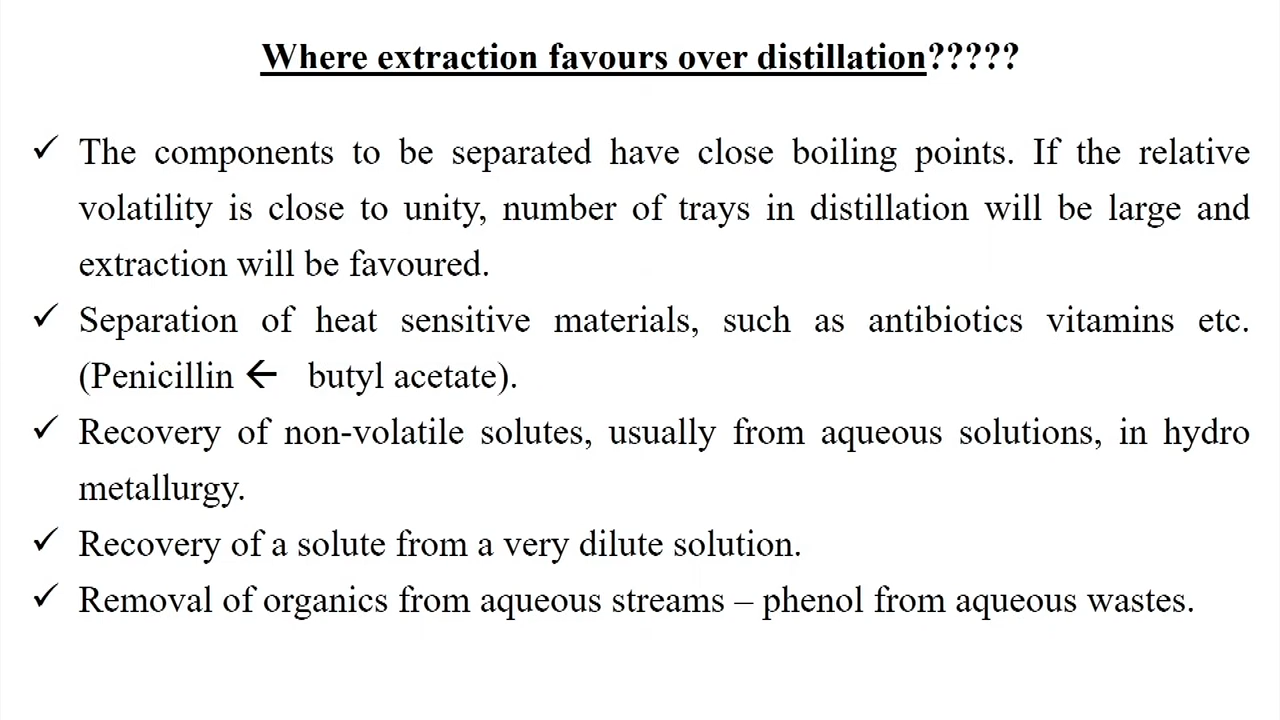 Where extraction favours over distillation?????
✓ The components to be separated have close boiling points. If the relative
volatility is close to unity, number of trays in distillation will be large and
extraction will be favoured.
✓ Separation of heat sensitive materials, such as antibiotics vitamins etc.
(Penicillin ← butyl acetate).
✓ Recovery of non-volatile solutes, usually from aqueous solutions, in hydro
metallurgy.
✓ Recovery of a solute from a very dilute solution.
✓ Removal of organics from aqueous streams – phenol from aqueous wastes.